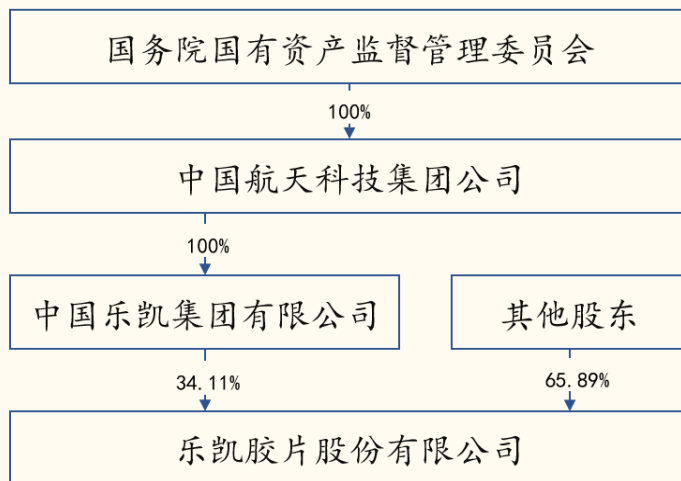 国务院国有资产监督管理委员会
100%
中国航天科技集团公司
100%
中国乐凯集团有限公司
其他股东
34.11%
65.89%
乐凯胶片股份有限公司